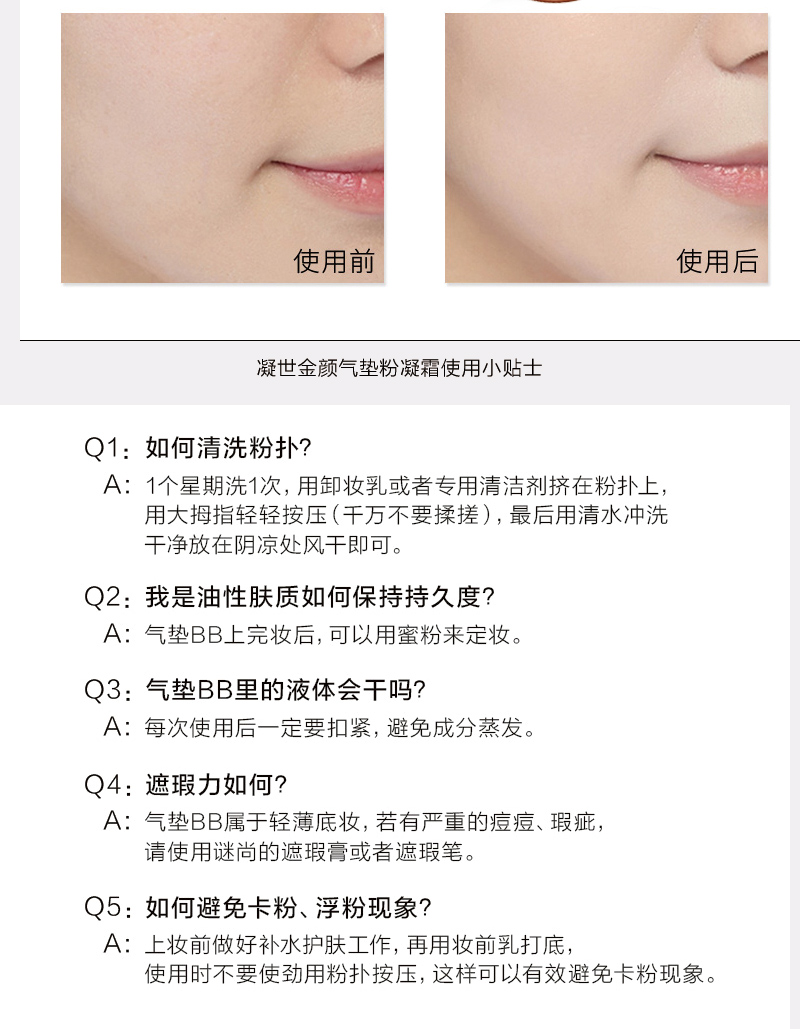 使用前
使用后
凝世金颜气垫粉凝霜使用小贴士
Q1：如何清洗粉扑？
A：1个星期洗1次，用卸妆乳或者专用清洁剂挤在粉扑上，
用大拇指轻轻按压（千万不要揉搓），最后用清水冲洗
干净放在阴凉处风干即可。
Q2：我是油性肤质如何保持持久度？
A：气垫BB上完妆后，可以用蜜粉来定妆。
Q3：气垫BB里的液体会干吗？
A：每次使用后一定要扣紧，避免成分蒸发。
Q4：遮瑕力如何？
A：气垫BB属于轻薄底妆，若有严重的痘痘、瑕疵，
请使用谜尚的遮瑕膏或者遮瑕笔。
Q5：如何避免卡粉、浮粉现象？
A：上妆前做好补水护肤工作，再用妆前乳打底，
使用时不要使劲用粉扑按压，这样可以有效避免卡粉现象。